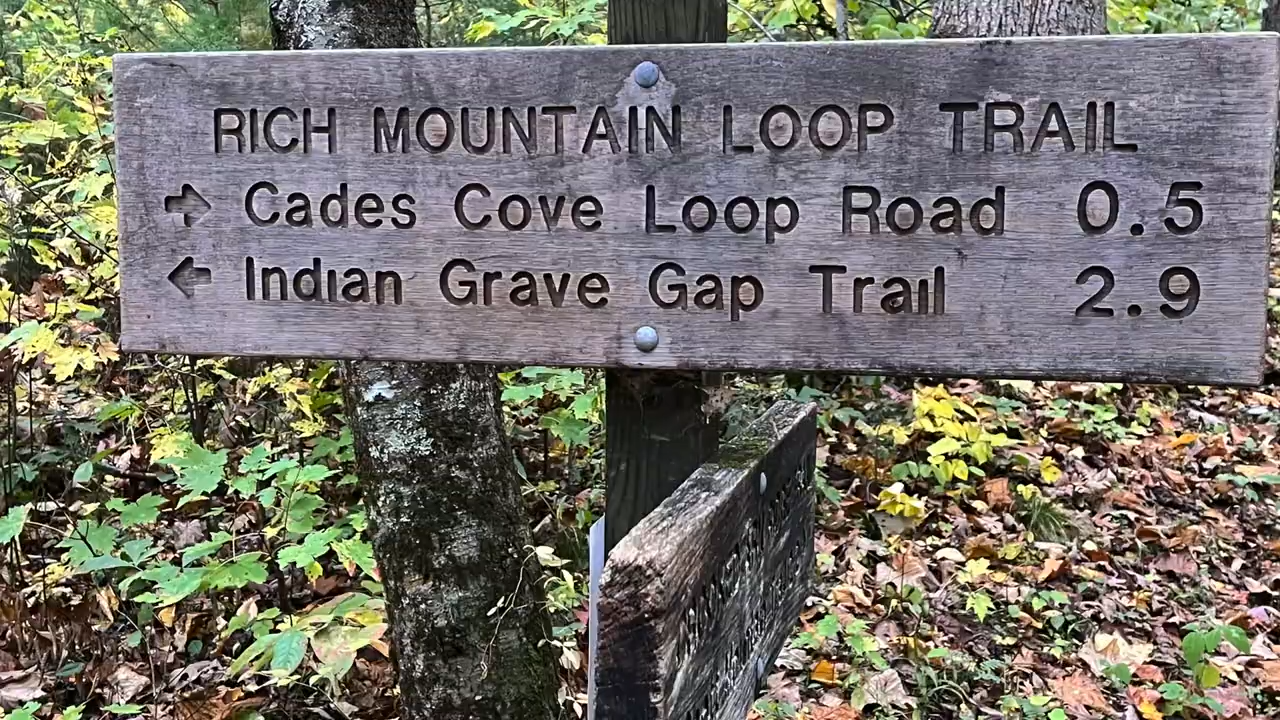 RICH MOUNTAIN LOOP TRAIL
→ Cades Cove Loop Road 0.5
← Indian Grave Gap Trail 2.9